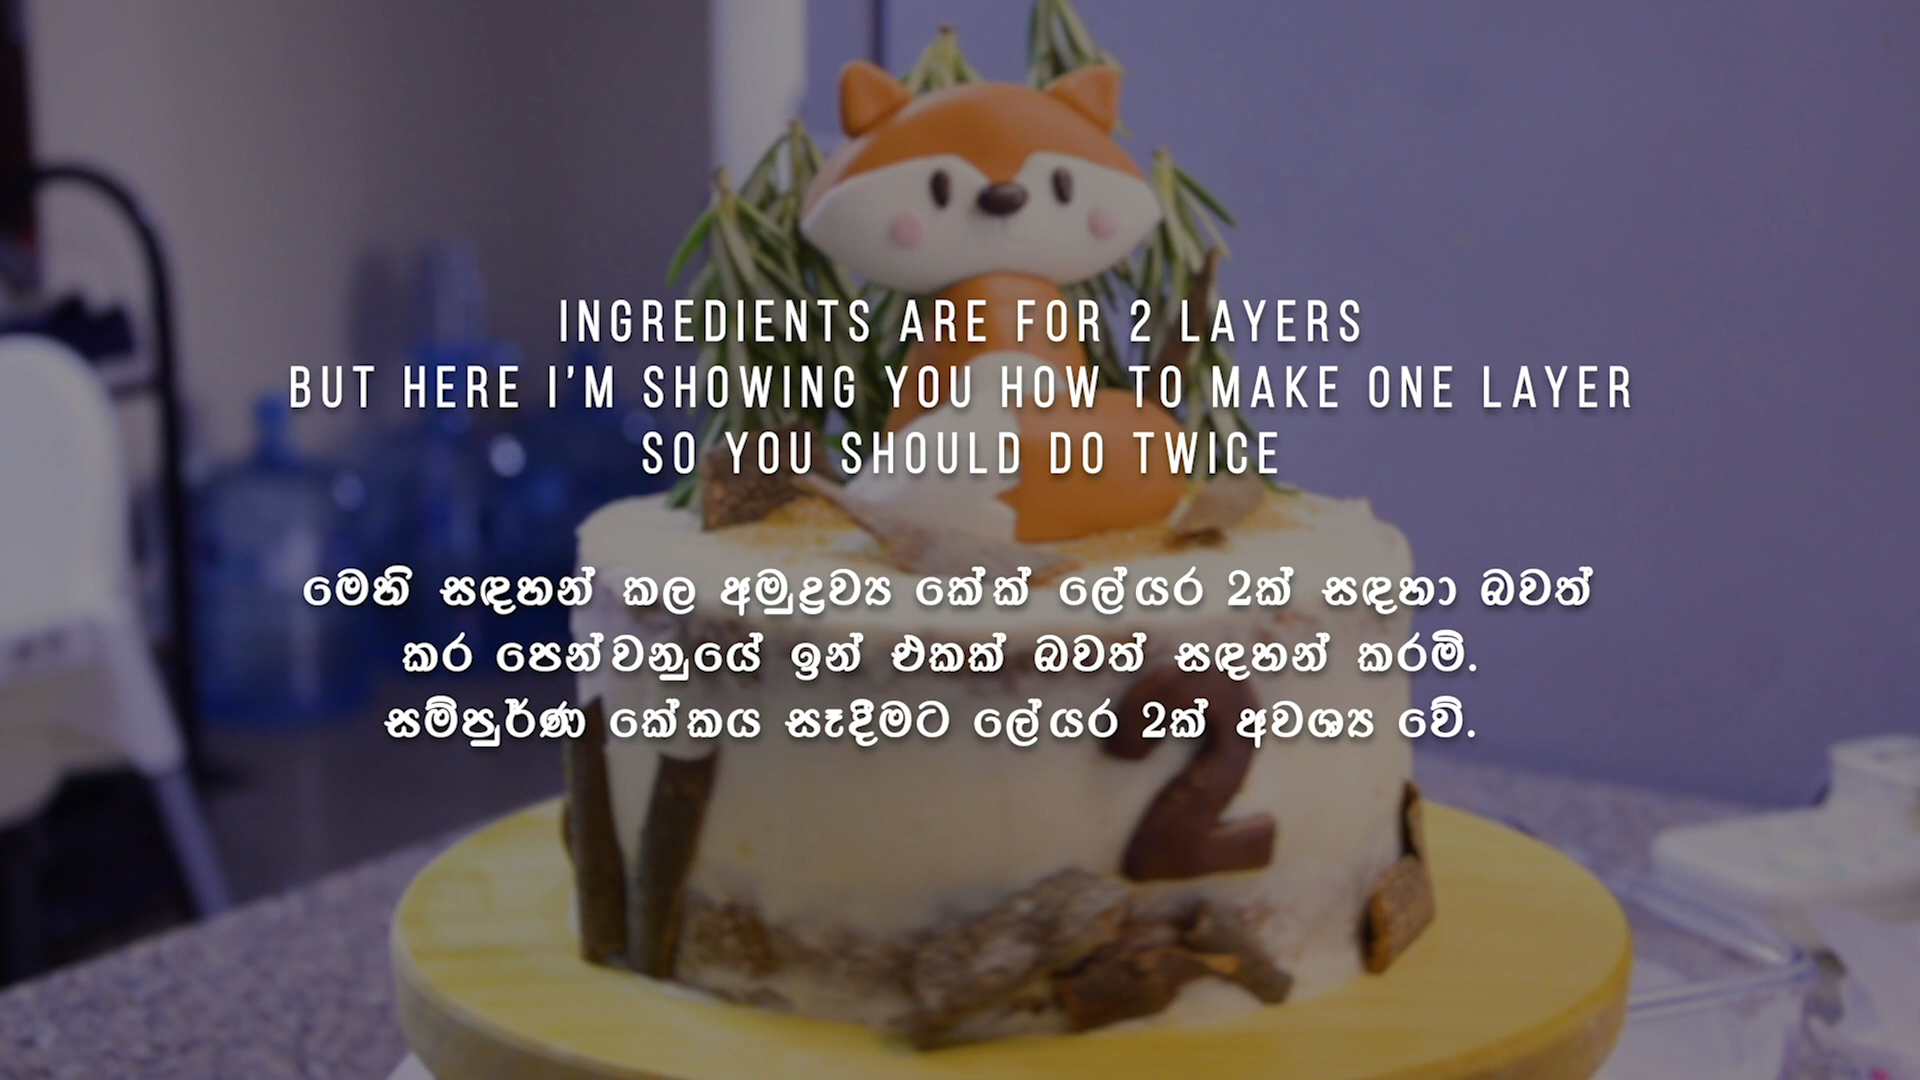 INGREDIENTS ARE FOR 2 LAYERS
BUT HERE I'M SHOWING YOU HOW TO MAKE ONE LAYER
SO YOU SHOULD DO TWICE
මෙහි සඳහන් කල අමුද්‍රව්‍ය කේක් ලේයර 2ක් සඳහා බවත්
කර පෙන්වනුයේ ඉන් එකක් බවත් සඳහන් කරමි.
සම්පුර්ණ කේකය සෑදීමට ලේයර 2ක් අවශ්‍ය වේ.
2